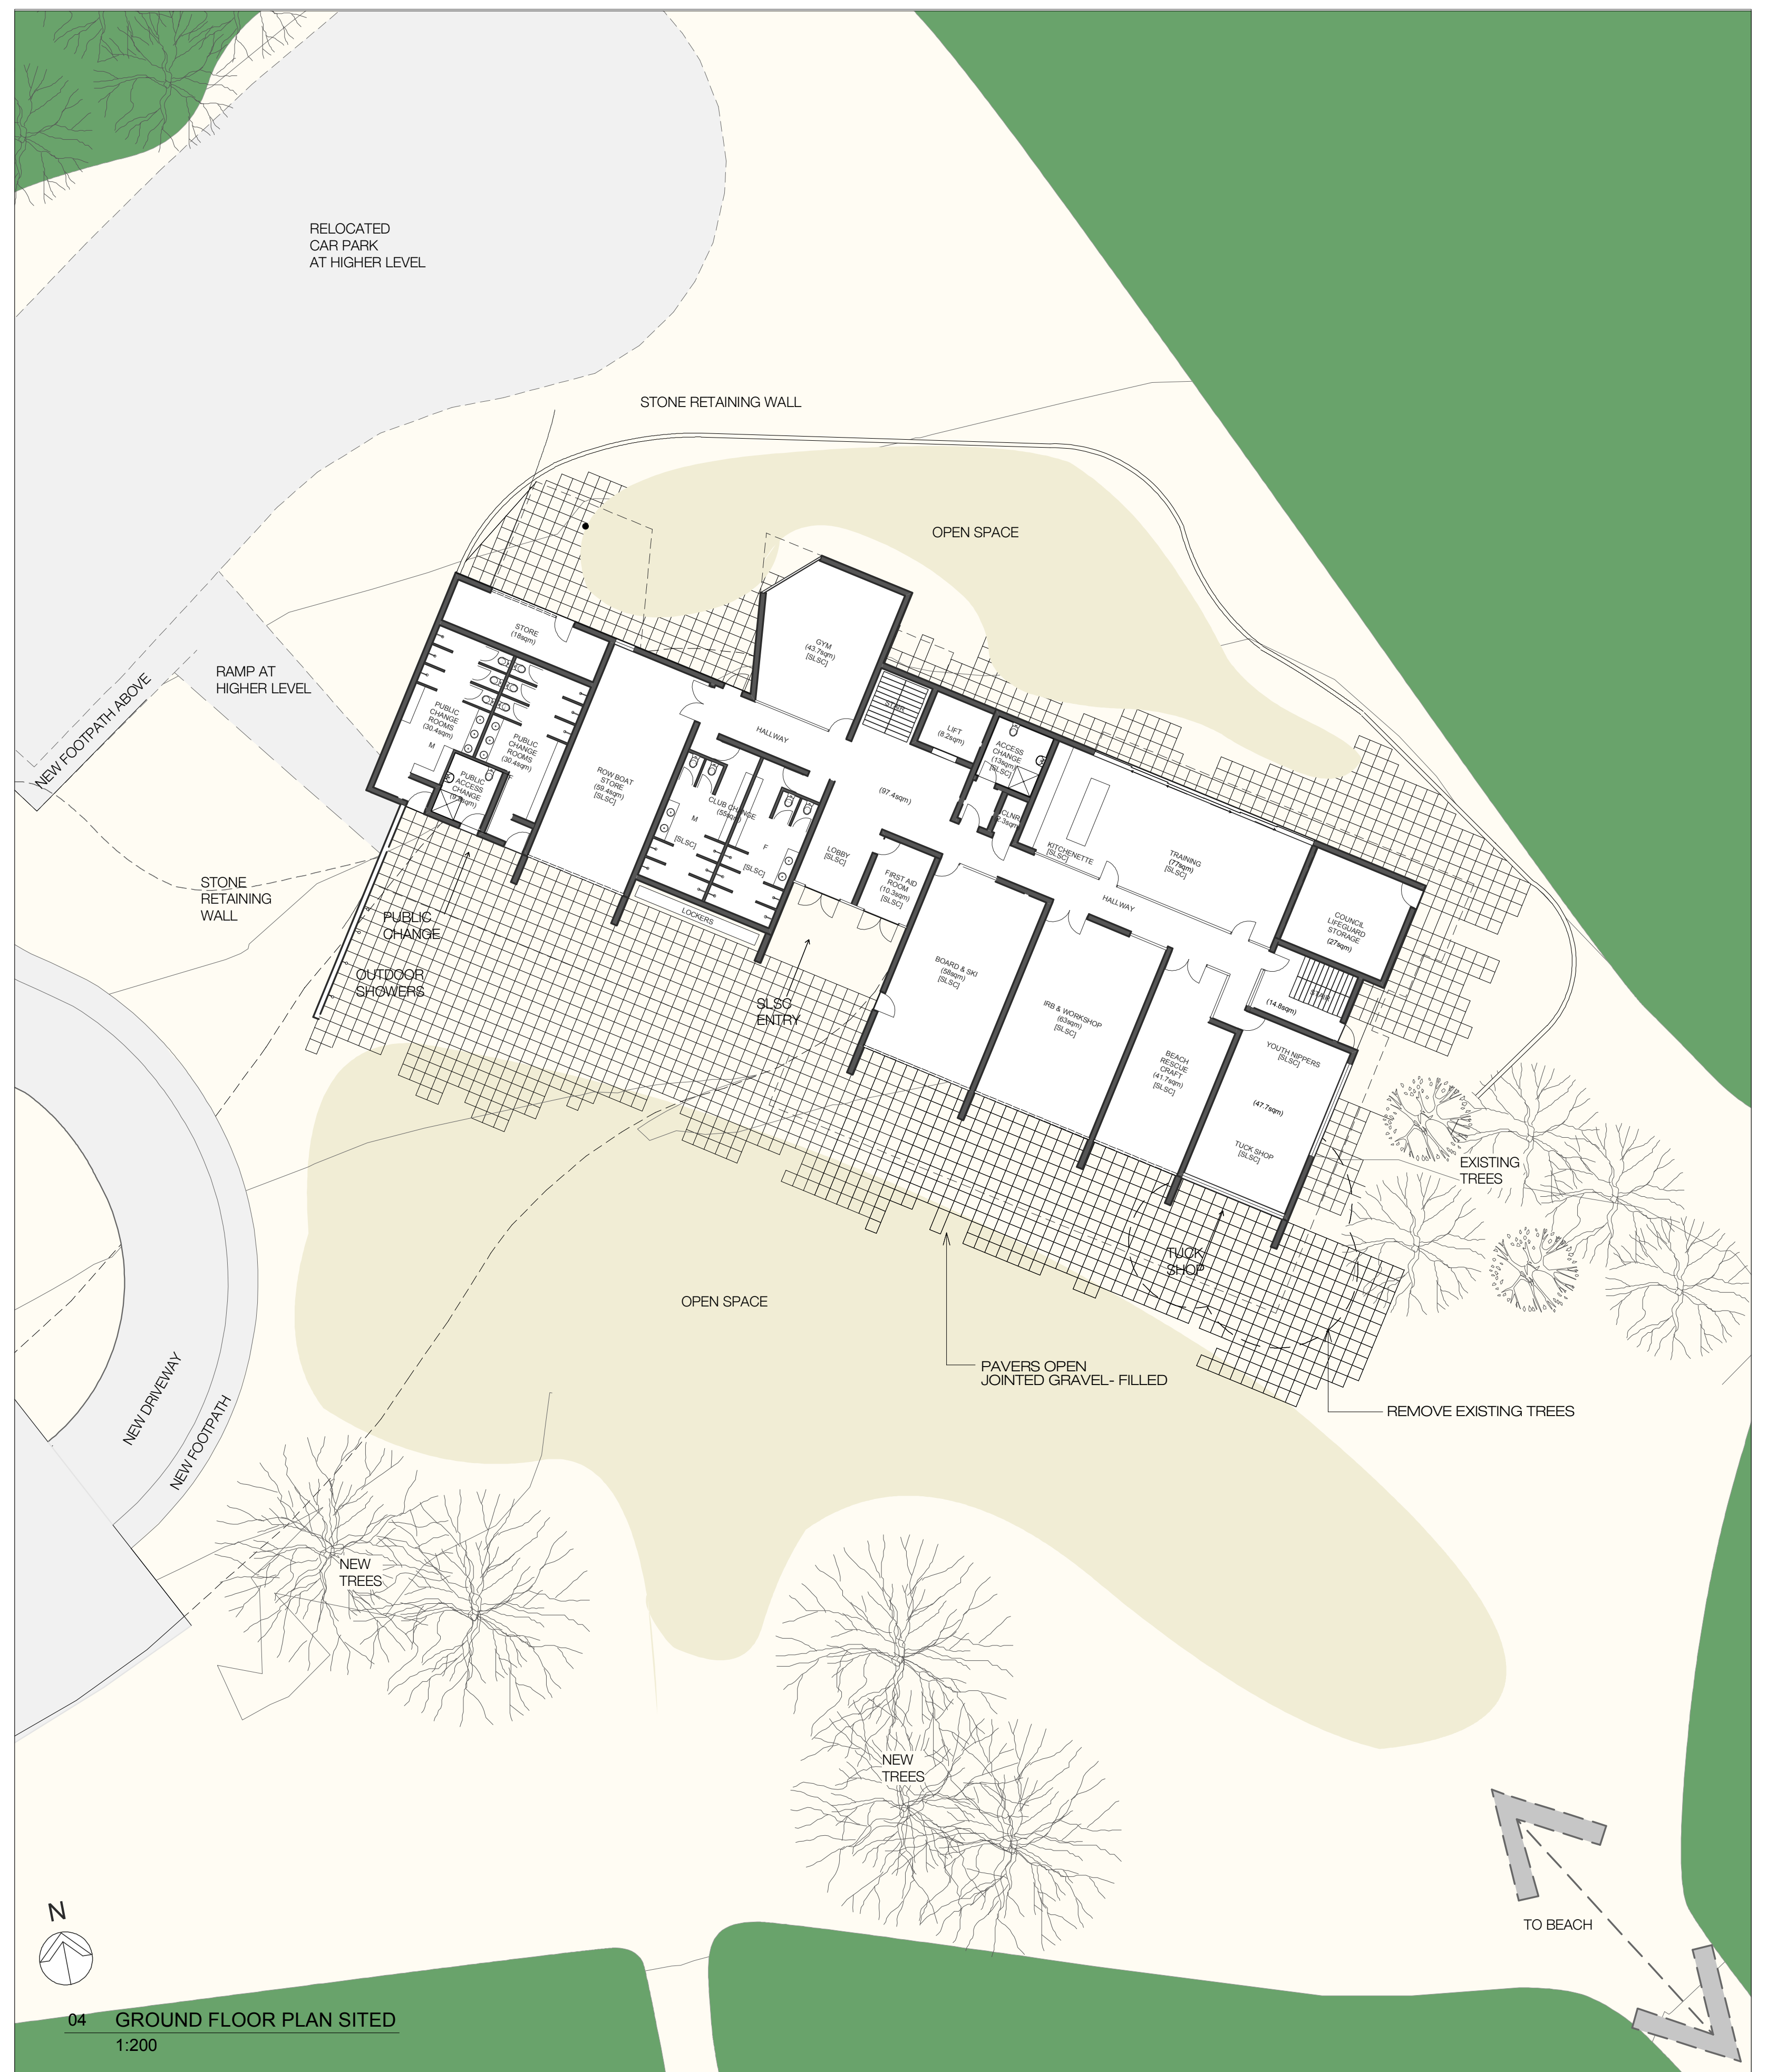 RELOCATED
CAR PARK
AT HIGHER LEVEL
STONE RETAINING WALL
OPEN SPACE
STORE
(18sqm)
GYM
(43.7sqm)
[SLSC]
RAMP AT
HIGHER LEVEL
NEW FOOTPATH ABOVE
PUBLIC
CHANGE
ROOMS
(30.4sqm)
M
PUBLIC
CHANGE
ROOMS
(30.4sqm)
F
PUBLIC
ACCESS
CHANGE
HALLWAY
STAIR
LIFT
(8.2sqm)
ACCESS
CHANGE
(13sqm)
[SLSC]
ROW BOAT
STORE
(59.4sqm)
[SLSC]
CLUB CHANGE
(55sqm)
M
[SLSC]
F
[SLSC]
(97.4sqm)
CLNR
LOBBY
[SLSC]
KITCHENETTE
[SLSC]
TRAINING
(77sqm)
[SLSC]
FIRST AID
ROOM
(10.3sqm)
[SLSC]
HALLWAY
LOCKERS
COUNCIL
LIFEGUARD
STORAGE
(27sqm)
STONE
RETAINING
WALL
PUBLIC
CHANGE
OUTDOOR
SHOWERS
SLSC
ENTRY
BOARD & SKI
(58sqm)
[SLSC]
IRB & WORKSHOP
(63sqm)
[SLSC]
STAIR
(14.8sqm)
BEACH
RESCUE
CRAFT
(41.7sqm)
[SLSC]
YOUTH NIPPERS
[SLSC]
(47.7sqm)
TUCK SHOP
[SLSC]
EXISTING
TREES
TUCK
SHOP
OPEN SPACE
PAVERS OPEN
JOINTED GRAVEL- FILLED
REMOVE EXISTING TREES
NEW DRIVEWAY
NEW FOOTPATH
NEW
TREES
NEW
TREES
TO BEACH
N
04 GROUND FLOOR PLAN SITED
1:200